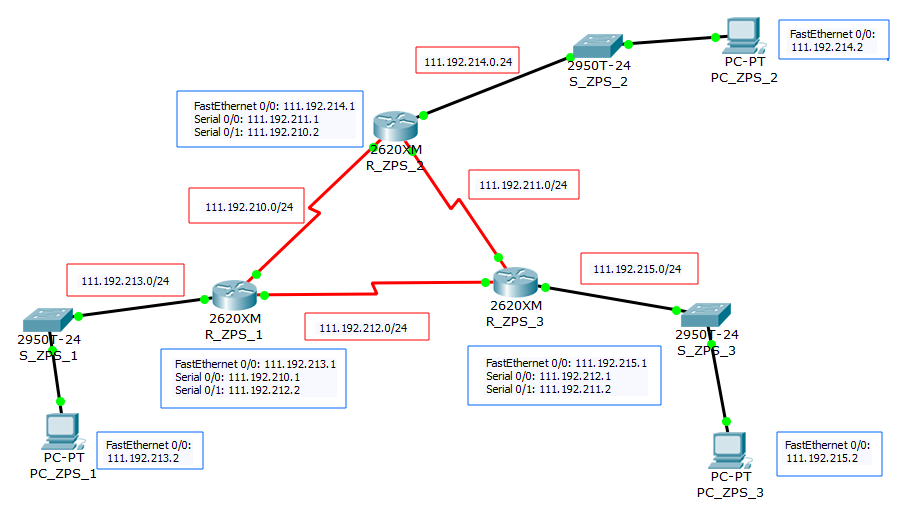 FastEthernet 0/0:
111.192.214.2
2950T-24
S_ZPS_2
PC-PT
PC_ZPS_2
111.192.214.0.24
FastEthernet 0/0: 111.192.214.1
Serial 0/0: 111.192.211.1
Serial 0/1: 111.192.210.2
2620XM
R_ZPS_2
111.192.211.0/24
111.192.210.0/24
111.192.213.0/24
111.192.215.0/24
2620XM
R_ZPS_1
2620XM
R_ZPS_3
111.192.212.0/24
2950T-24
S_ZPS_1
2950T-24
S_ZPS_3
FastEthernet 0/0: 111.192.213.1
Serial 0/0: 111.192.210.1
Serial 0/1: 111.192.212.2
FastEthernet 0/0: 111.192.215.1
Serial 0/0: 111.192.212.1
Serial 0/1: 111.192.211.2
FastEthernet 0/0:
111.192.213.2
PC-PT
PC_ZPS_1
FastEthernet 0/0:
111.192.215.2
PC-PT
PC_ZPS_3